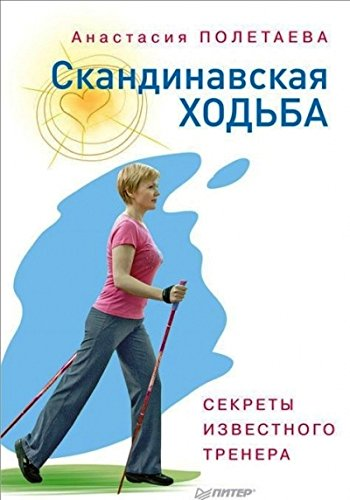 Анастасия ПОЛЕТАЕВА
Скандинавская
ХОДЬБА
СЕКРЕТЫ
ИЗВЕСТНОГО
ТРЕНЕРА
ПИТЕР